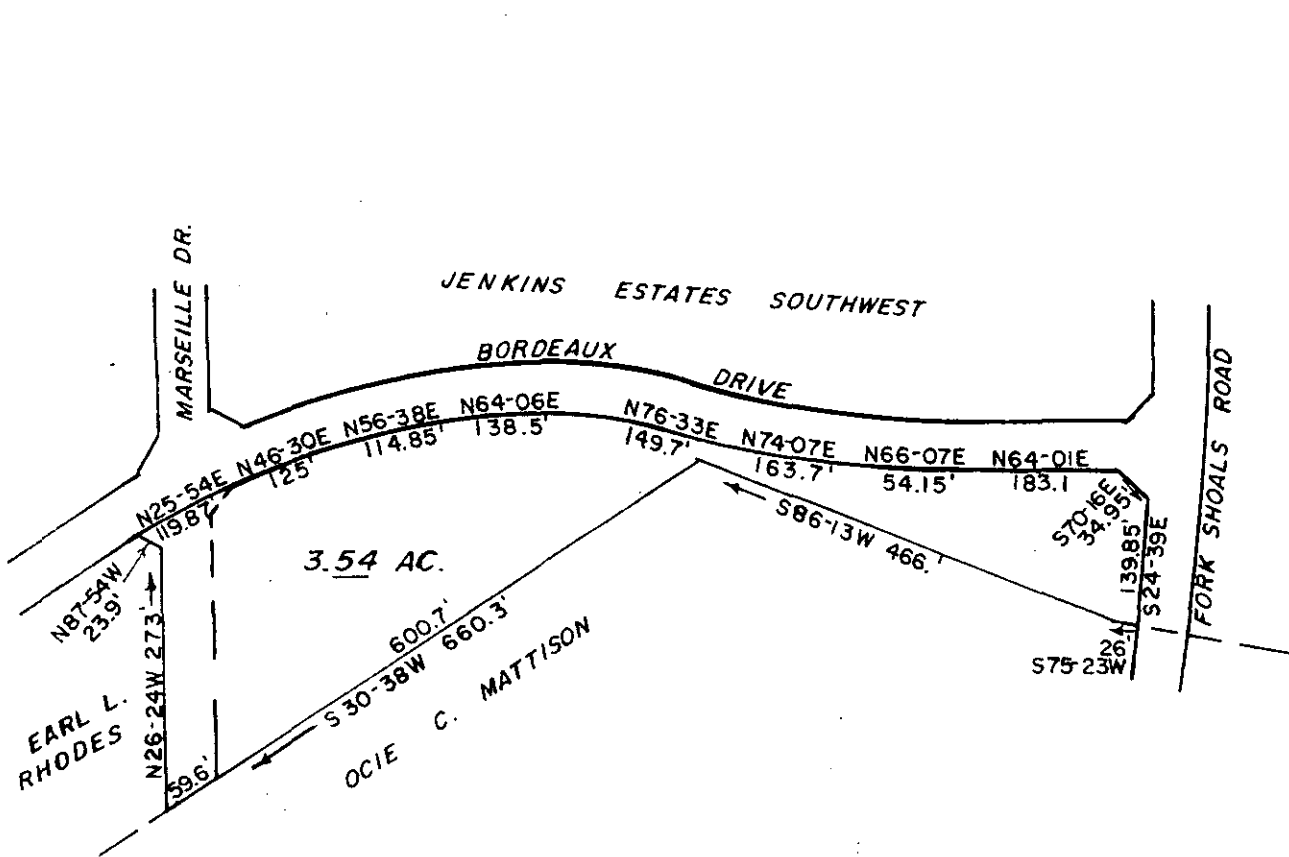 MARSEILLE DR.
JENKINS ESTATES SOUTHWEST
BORDEAUX DRIVE
FORK SHOALS ROAD
N25-54E
119.87'
N46-30E
125'
N56-38E
114.85'
N64-06E
138.5'
N76-33E
149.7'
N74-07E
163.7'
N66-07E
54.15'
N64-01E
183.1
S70-16E
34.95'
139.85'
S24-39E
S86-13W 466.'
26
S75-23W
3.54 AC.
N87-54W
23.9'
N26-24W 273'
600.7'
S30-38W 660.3'
59.6'
EARL L.
RHODES
OCIE C. MATTISON